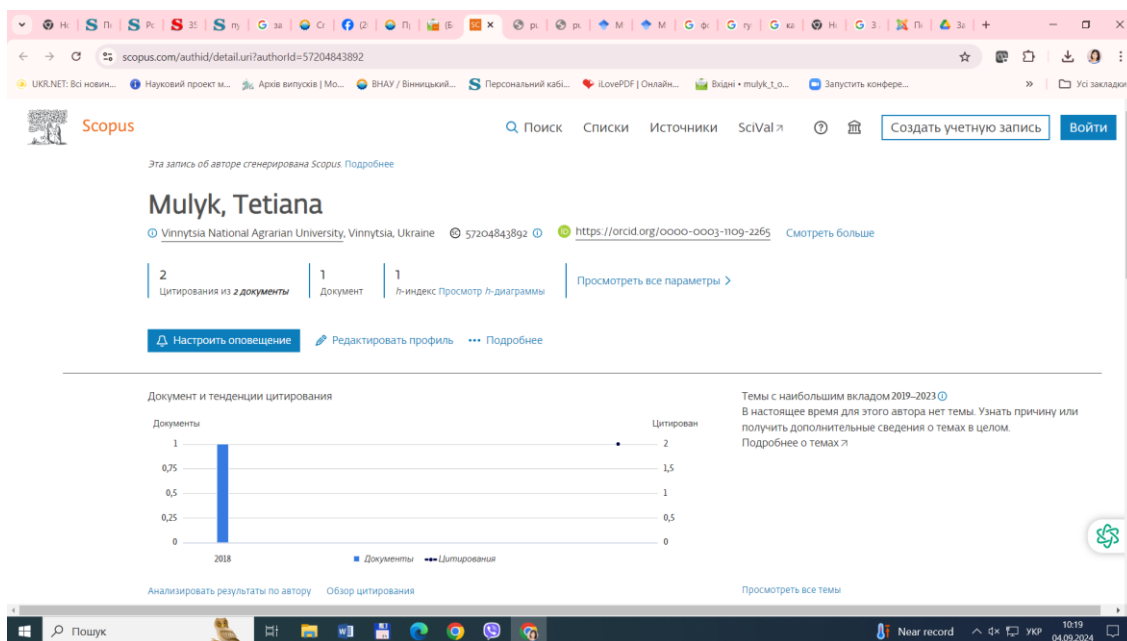 scopus.com/authid/detail.uri?authorId=57204843892
UKR.NET: Всі новин... Науковий проект м... Архів випусків | Мо... ВНАУ / Вінницький... Персональний кабі... iLovePDF | Онлайн... Вхідні • mulyk_t_o... Запустить конфере... » Усі закладки
Scopus Поиск Списки Источники SciVal Создать учетную запись Войти
Эта запись об авторе сгенерирована Scopus. Подробнее
Mulyk, Tetiana
Vinnytsia National Agrarian University, Vinnytsia, Ukraine 57204843892 https://orcid.org/0000-0003-1109-2265 Смотреть больше
2 1 1
Цитирования из 2 документы Документ h-индекс Просмотр h-диаграммы Просмотреть все параметры
Настроить оповещение Редактировать профиль Подробнее
Документ и тенденции цитирования Темы с наибольшим вкладом 2019–2023
В настоящее время для этого автора нет темы. Узнать причину или
получить дополнительные сведения о темах в целом.
Подробнее о темах
Документы Цитирован
1 2
0,75 1,5
0,5 1
0,25 0,5
0 0
2018
Документы Цитирования
Анализировать результаты по автору Обзор цитирования Просмотреть все темы
Пошук Near record УКР 10:19
04.09.2024